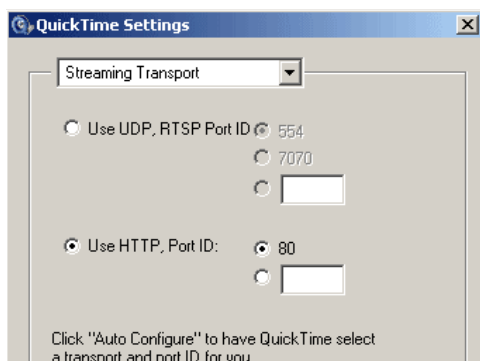 QuickTime Settings
Streaming Transport
Use UDP, RTSP Port ID 554
7070
Use HTTP, Port ID: 80
Click "Auto Configure" to have QuickTime select
a transport and port ID for you